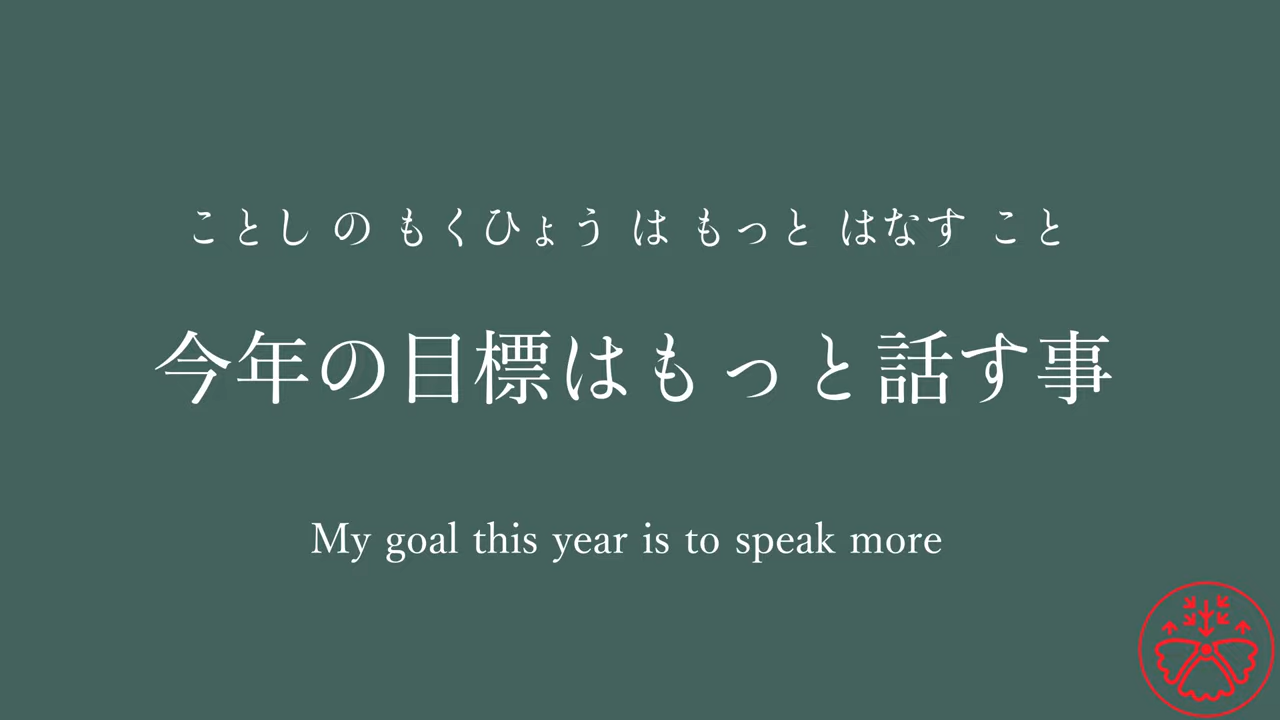 ことし の もくひょう は もっと はなす こと
今年の目標はもっと話す事
My goal this year is to speak more